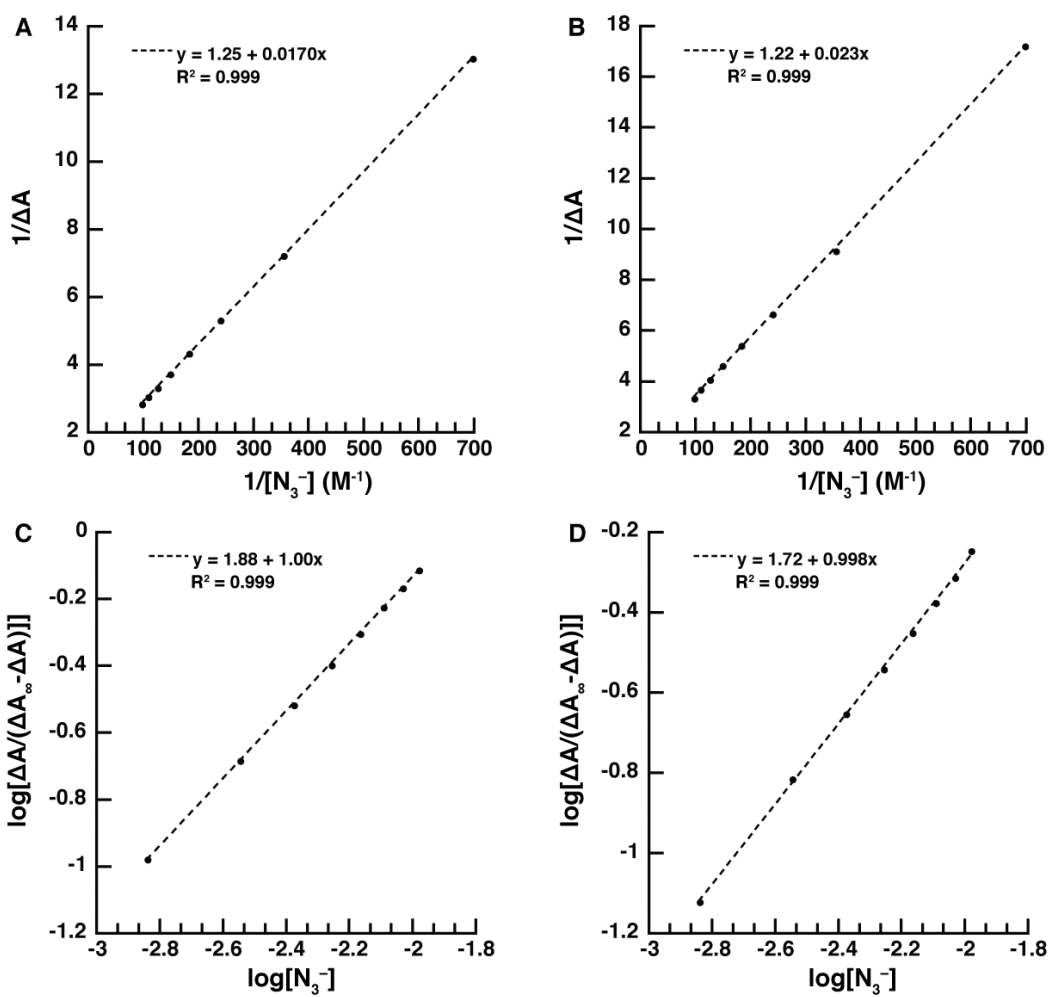 A
y = 1.25 + 0.0170x
R² = 0.999
14
12
10
8
6
4
2
0 100 200 300 400 500 600 700
1/ΔA
1/[N₃⁻] (M⁻¹)
B
y = 1.22 + 0.023x
R² = 0.999
18
16
14
12
10
8
6
4
2
0 100 200 300 400 500 600 700
1/ΔA
1/[N₃⁻] (M⁻¹)
C
y = 1.88 + 1.00x
R² = 0.999
0
-0.2
-0.4
-0.6
-0.8
-1
-1.2
-3 -2.8 -2.6 -2.4 -2.2 -2 -1.8
log[ΔA/(ΔA∞-ΔA)]]
log[N₃⁻]
D
y = 1.72 + 0.998x
R² = 0.999
-0.2
-0.4
-0.6
-0.8
-1
-1.2
-3 -2.8 -2.6 -2.4 -2.2 -2 -1.8
log[ΔA/(ΔA∞-ΔA)]]
log[N₃⁻]